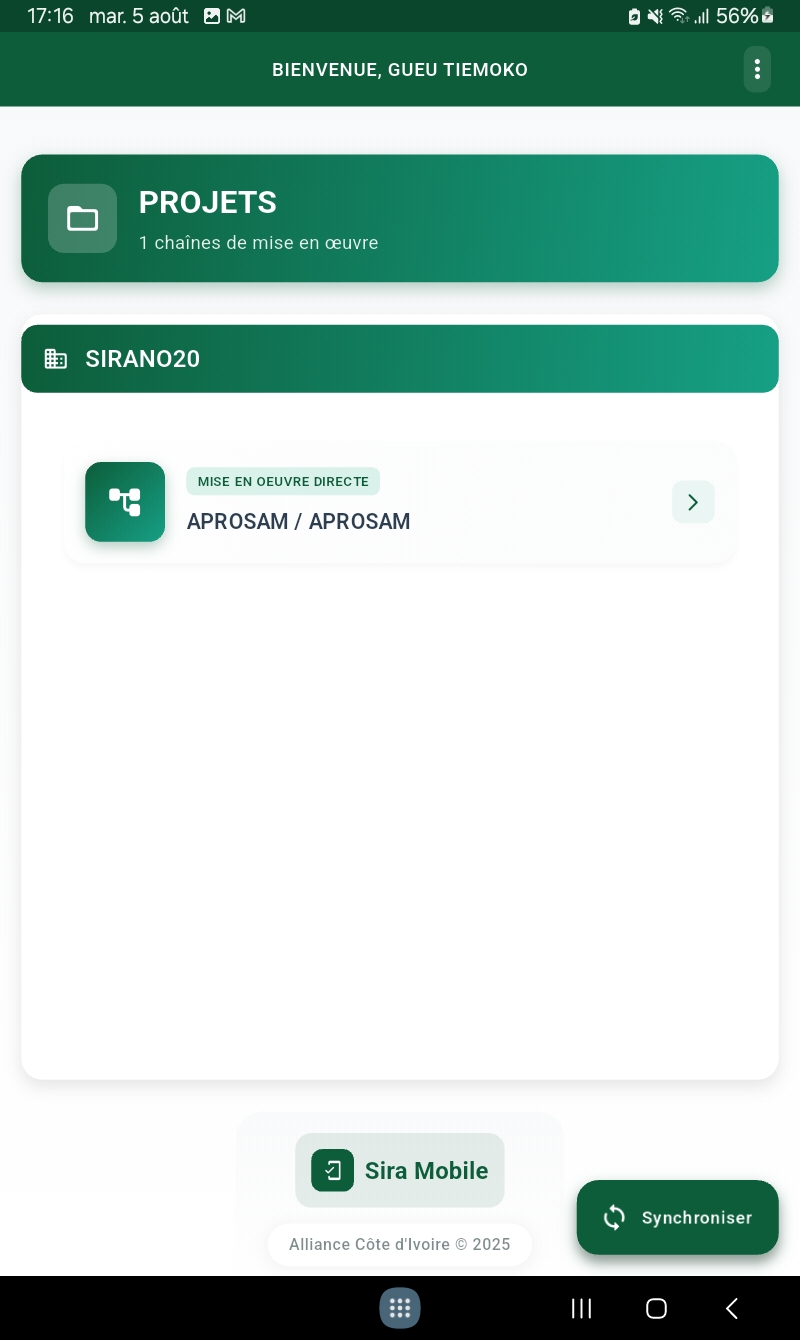 17:16 mar. 5 août 56%
BIENVENUE, GUEU TIEMOKO
PROJETS
1 chaînes de mise en œuvre
SIRANO20
MISE EN OEUVRE DIRECTE
APROSAM / APROSAM
Sira Mobile
Synchroniser
Alliance Côte d'Ivoire © 2025